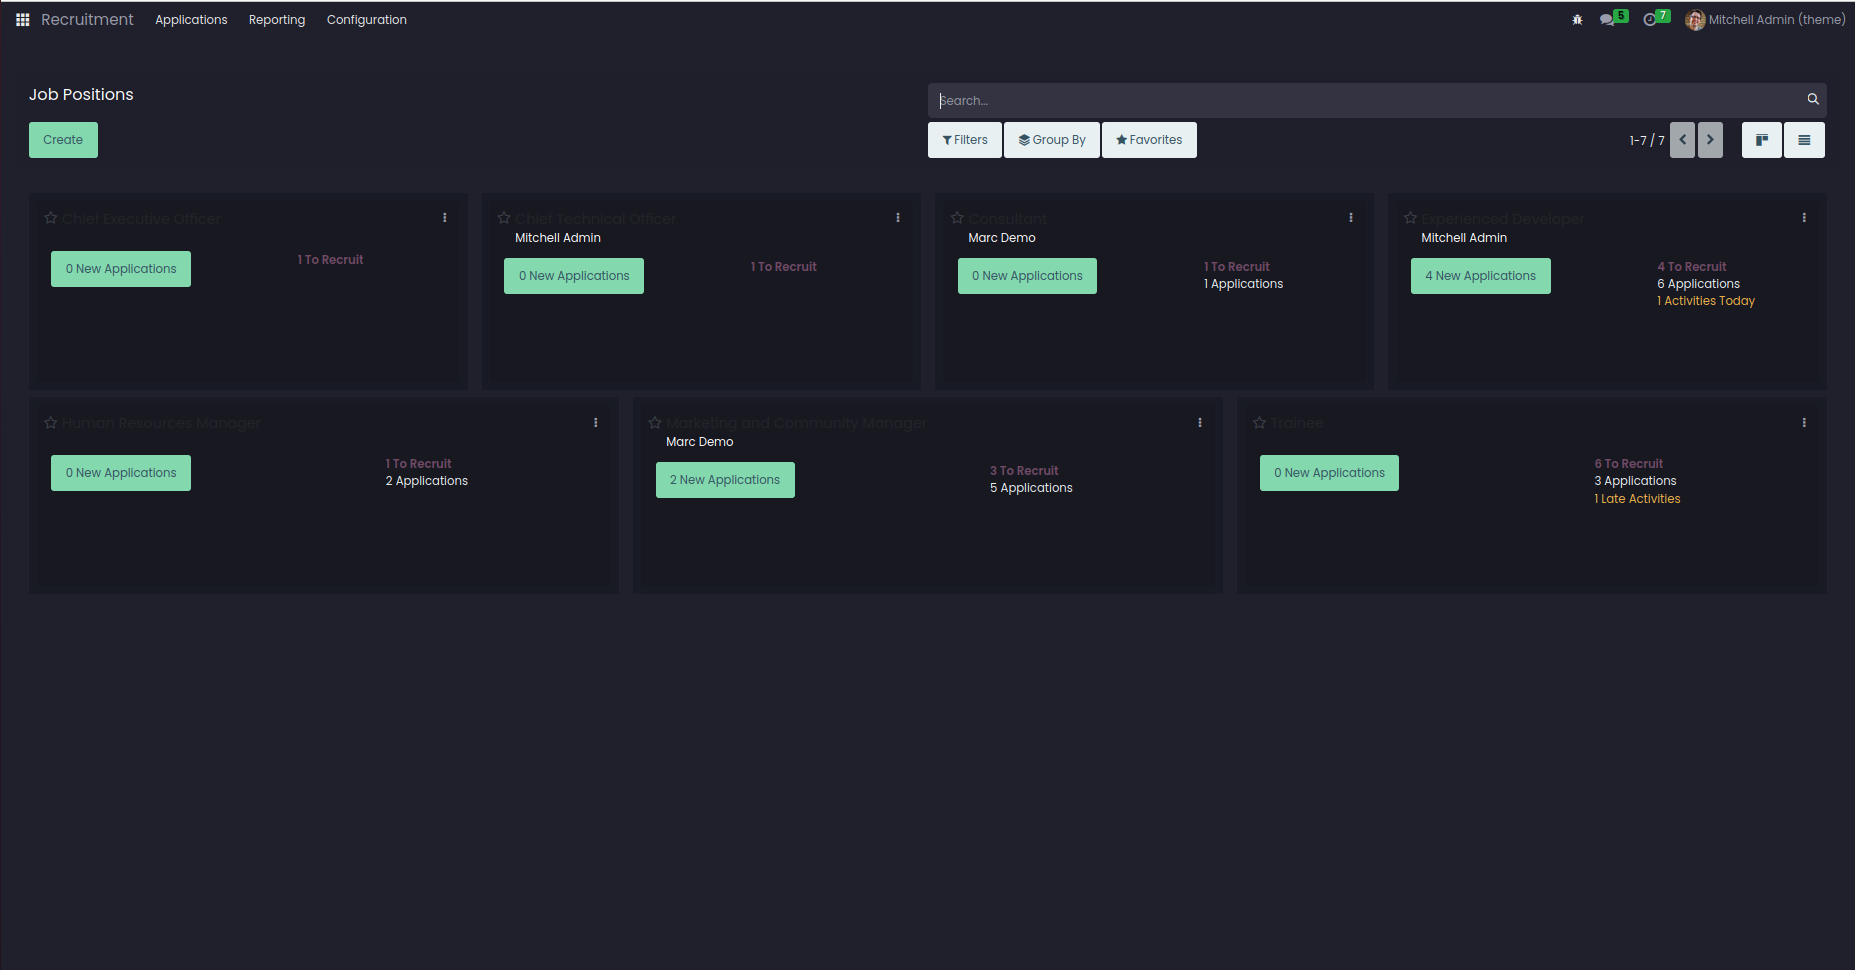 Recruitment Applications Reporting Configuration 5 7 Mitchell Admin (theme)
Job Positions
Search...
Create
Filters Group By Favorites 1-7 / 7
Chief Executive Officer
0 New Applications
1 To Recruit
Chief Technical Officer
Mitchell Admin
0 New Applications
1 To Recruit
Consultant
Marc Demo
0 New Applications
1 To Recruit
1 Applications
Experienced Developer
Mitchell Admin
4 New Applications
4 To Recruit
6 Applications
1 Activities Today
Human Resources Manager
0 New Applications
1 To Recruit
2 Applications
Marketing and Community Manager
Marc Demo
2 New Applications
3 To Recruit
5 Applications
Trainee
0 New Applications
6 To Recruit
3 Applications
1 Late Activities